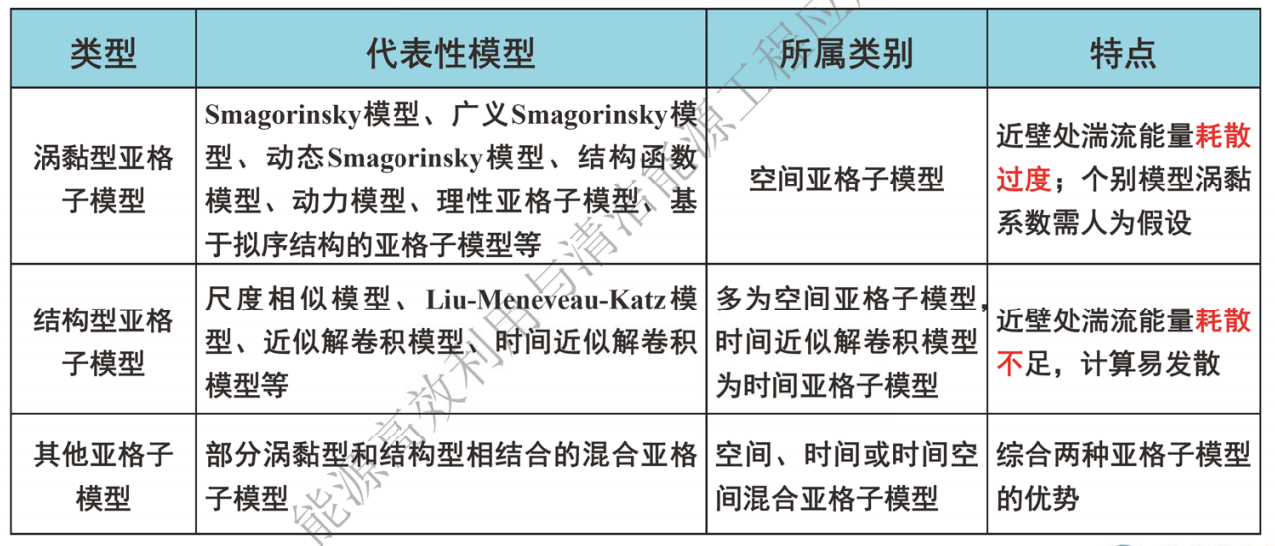 类型
代表性模型
所属类别
特点
涡黏型亚格
子模型
Smagorinsky模型、广义Smagorinsky模
型、动态Smagorinsky模型、结构函数
模型、动力模型、理性亚格子模型、基
于拟序结构的亚格子模型等
空间亚格子模型
近壁处湍流能量耗散
过度；个别模型涡黏
系数需人为假设
结构型亚格
子模型
尺度相似模型、Liu-Meneveau-Katz模
型、近似解卷积模型、时间近似解卷积
模型等
多为空间亚格子模型，
时间近似解卷积模型
为时间亚格子模型
近壁处湍流能量耗散
不足，计算易发散
其他亚格子
模型
部分涡黏型和结构型相结合的混合亚格
子模型
空间、时间或时间空
间混合亚格子模型
综合两种亚格子模型
的优势
能源高效利用与清洁能源工程应